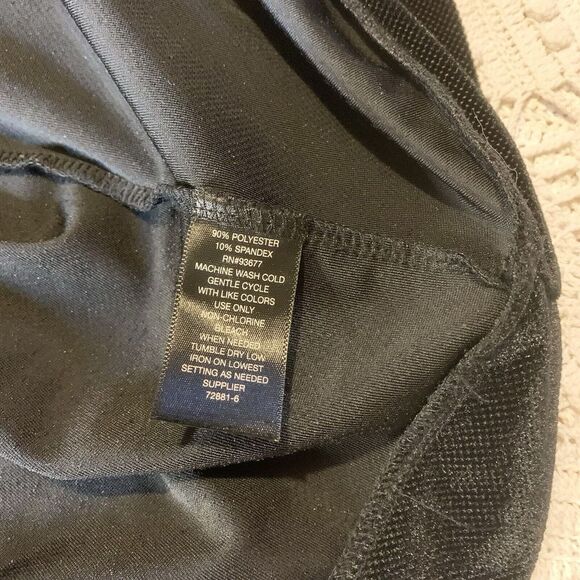 90% POLYESTER
10% SPANDEX
RN#93677
MACHINE WASH COLD
GENTLE CYCLE
WITH LIKE COLORS
USE ONLY
NON-CHLORINE
BLEACH
WHEN NEEDED
TUMBLE DRY LOW
IRON ON LOWEST
SETTING AS NEEDED
SUPPLIER
72881-6